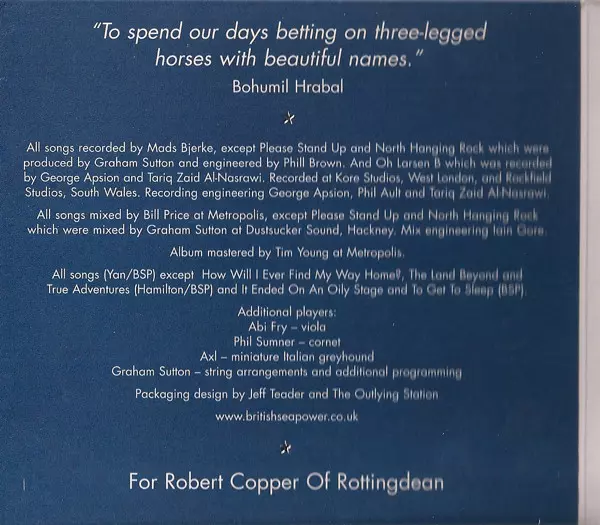 “To spend our days betting on three-legged
horses with beautiful names.”
Bohumil Hrabal
All songs recorded by Mads Bjerke, except Please Stand Up and North Hanging Rock which were
produced by Graham Sutton and engineered by Phill Brown. And Oh Larsen B which was recorded
by George Apsion and Tariq Zaid Al-Nasrawi. Recorded at Kore Studios, West London, and Rockfield
Studios, South Wales. Recording engineering George Apsion, Phil Ault and Tariq Zaid Al-Nasrawi.
All songs mixed by Bill Price at Metropolis, except Please Stand Up and North Hanging Rock
which were mixed by Graham Sutton at Dustsucker Sound, Hackney. Mix engineering Iain Gore.
Album mastered by Tim Young at Metropolis.
All songs (Yan/BSP) except How Will I Ever Find My Way Home?, The Land Beyond and
True Adventures (Hamilton/BSP) and It Ended On An Oily Stage and To Get To Sleep (BSP).
Additional players:
Abi Fry – viola
Phil Sumner – cornet
Axl – miniature Italian greyhound
Graham Sutton – string arrangements and additional programming
Packaging design by Jeff Teader and The Outlying Station
www.britishseapower.co.uk
For Robert Copper Of Rottingdean